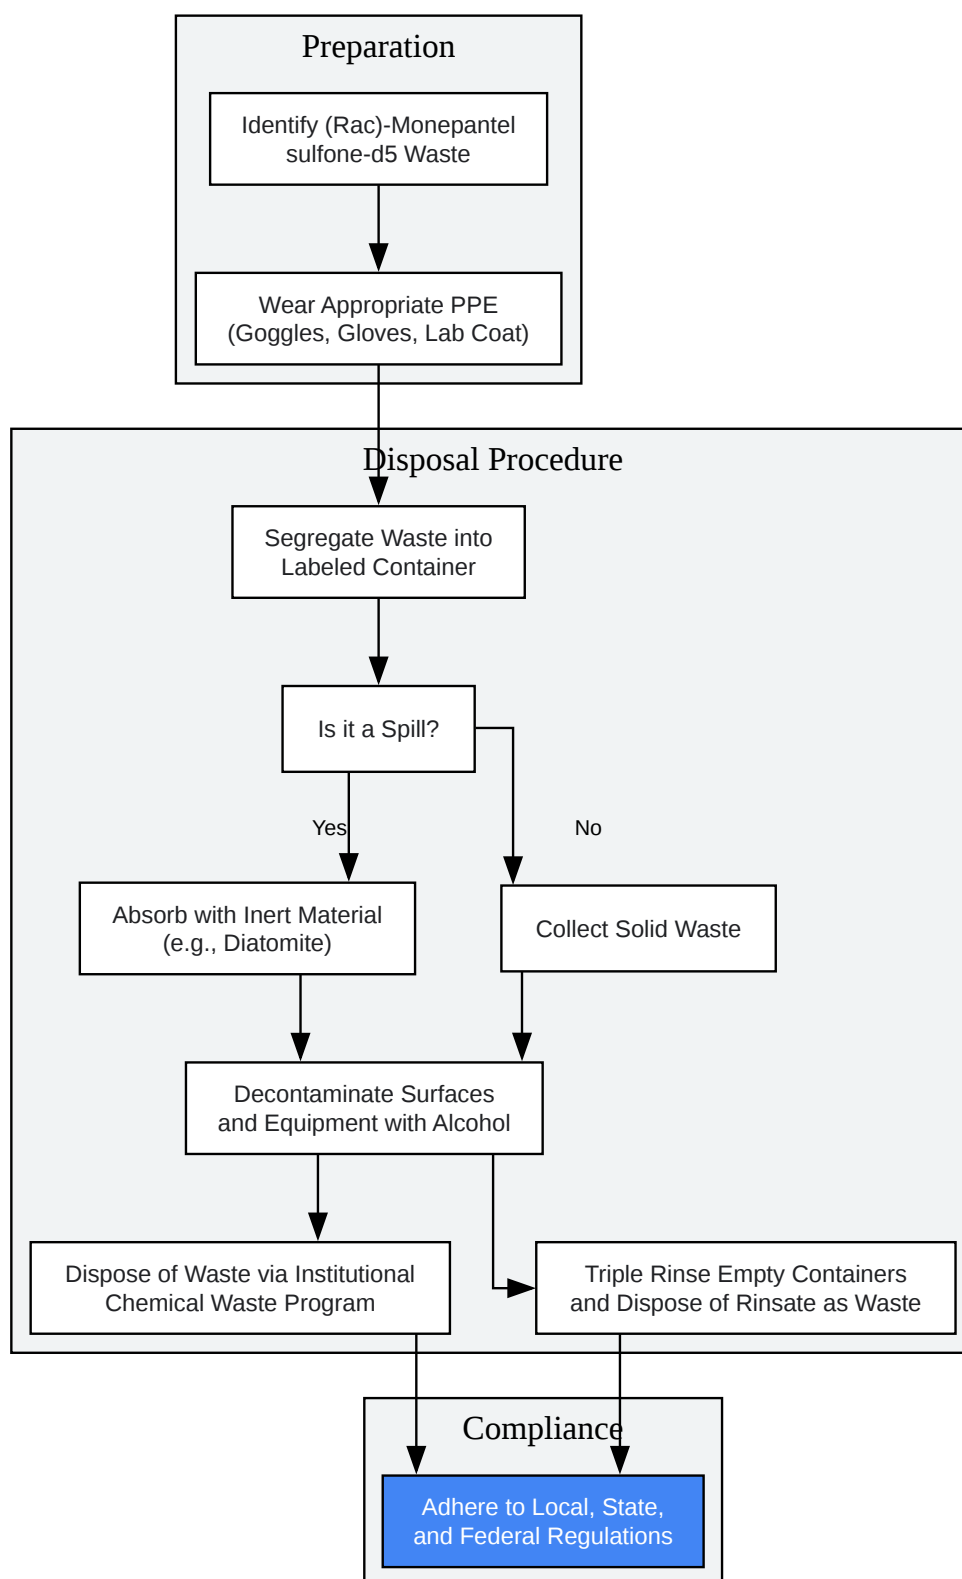 Preparation
Identify (Rac)-Monepantel
sulfone-d5 Waste
Wear Appropriate PPE
(Goggles, Gloves, Lab Coat)
Disposal Procedure
Segregate Waste into
Labeled Container
Is it a Spill?
Yes
No
Absorb with Inert Material
(e.g., Diatomite)
Collect Solid Waste
Decontaminate Surfaces
and Equipment with Alcohol
Dispose of Waste via Institutional
Chemical Waste Program
Triple Rinse Empty Containers
and Dispose of Rinsate as Waste
Compliance
Adhere to Local, State,
and Federal Regulations